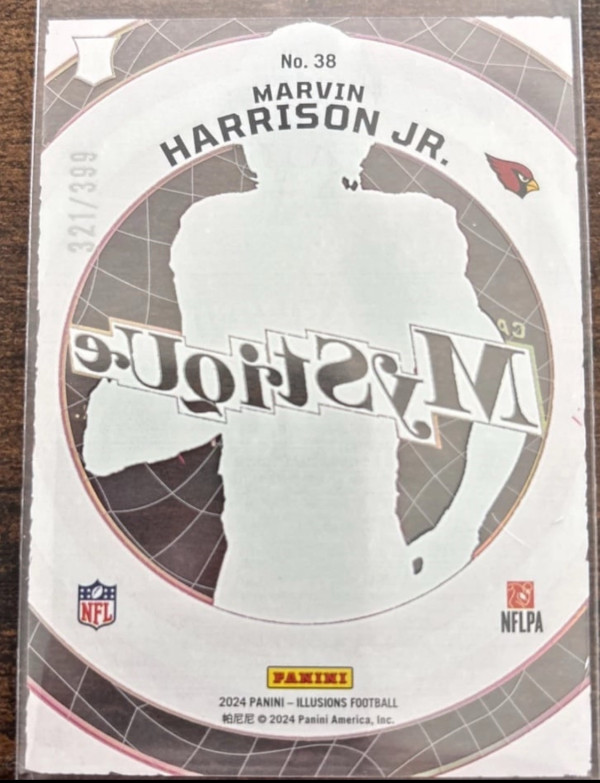 No. 38
MARVIN
HARRISON JR.
321/399
CA
MyStiqUe
NFL
NFLPA
PANINI
2024 PANINI – ILLUSIONS FOOTBALL
帕尼尼 © 2024 Panini America, Inc.